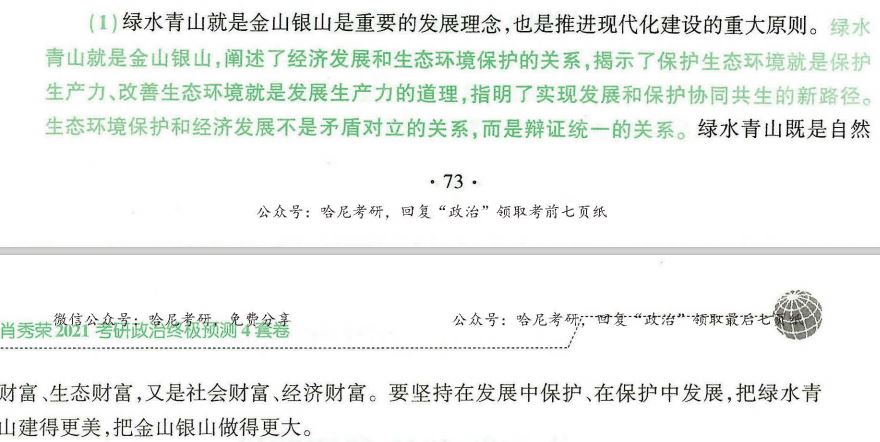 (1)绿水青山就是金山银山是重要的发展理念,也是推进现代化建设的重大原则。绿水
青山就是金山银山,阐述了经济发展和生态环境保护的关系,揭示了保护生态环境就是保护
生产力、改善生态环境就是发展生产力的道理,指明了实现发展和保护协同共生的新路径。
生态环境保护和经济发展不是矛盾对立的关系,而是辩证统一的关系。绿水青山既是自然
· 73 ·
公众号:哈尼考研,回复“政治”领取考前七页纸
微信公众号:哈尼考研,免费分享
公众号:哈尼考研,回复“政治”领取最后七页纸
肖秀荣2021考研政治终极预测4套卷
财富、生态财富,又是社会财富、经济财富。要坚持在发展中保护、在保护中发展,把绿水青
山建得更美,把金山银山做得更大。